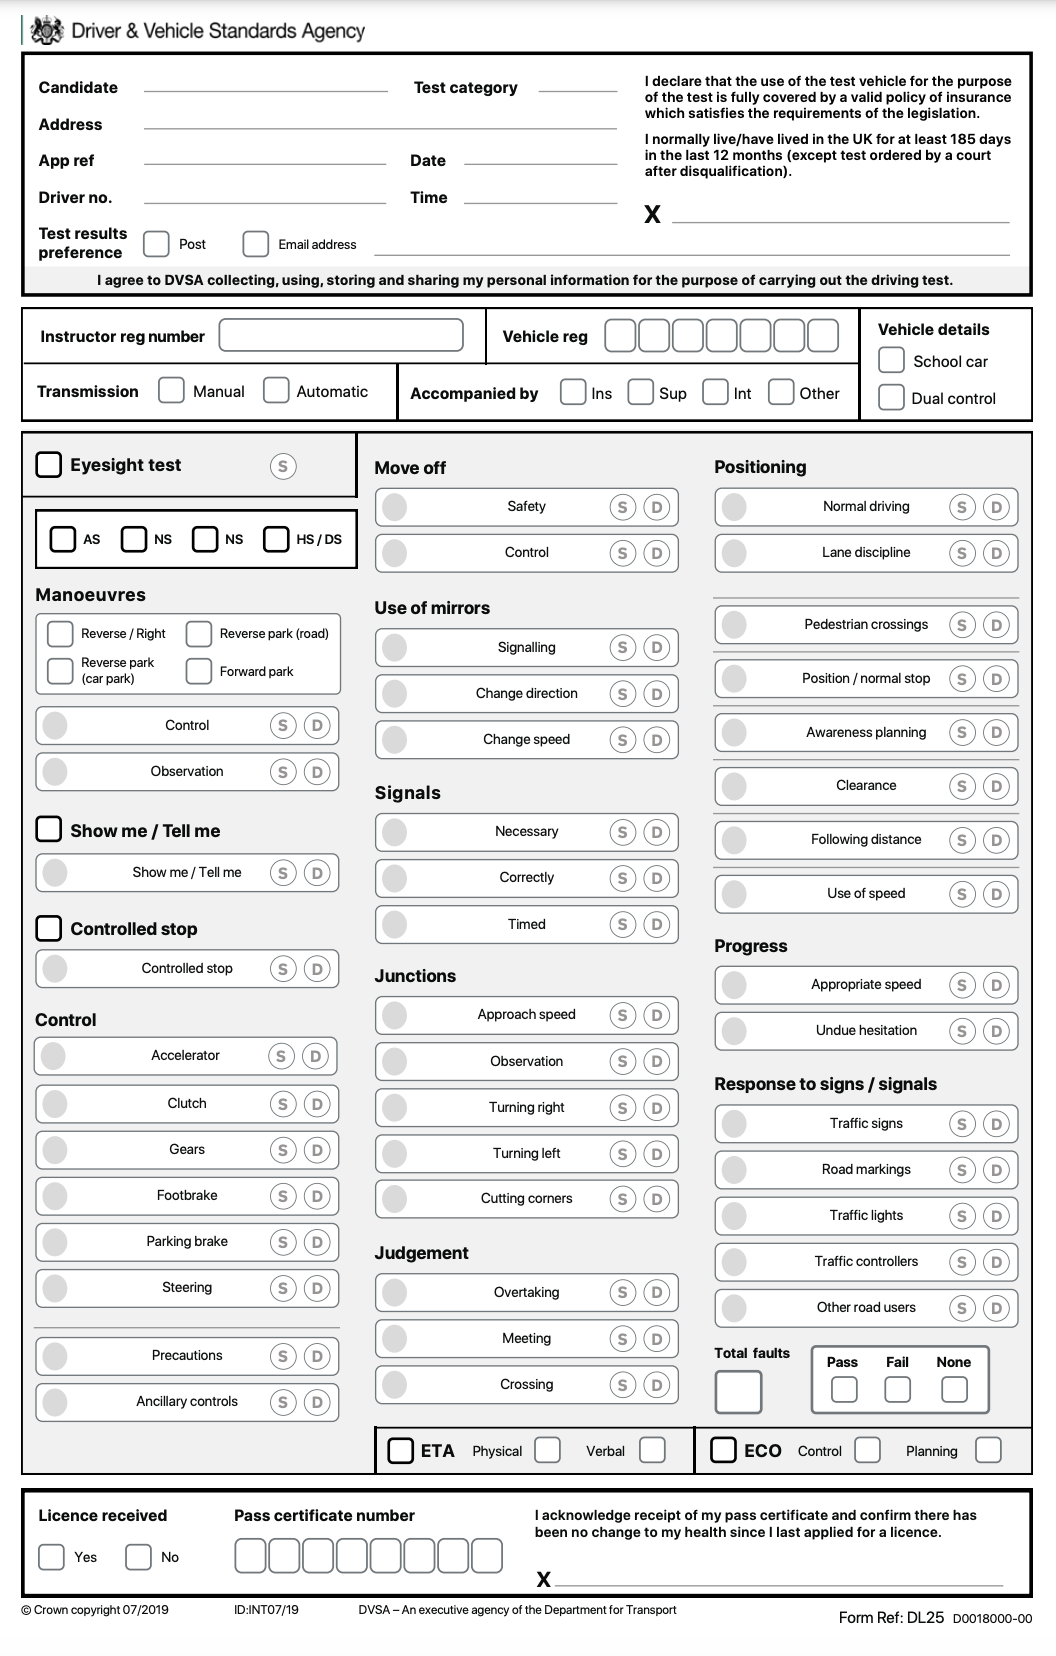 Driver & Vehicle Standards Agency
Candidate
Test category
Address
App ref
Date
Driver no.
Time
Test results
preference
Post
Email address
I declare that the use of the test vehicle for the purpose
of the test is fully covered by a valid policy of insurance
which satisfies the requirements of the legislation.
I normally live/have lived in the UK for at least 185 days
in the last 12 months (except test ordered by a court
after disqualification).
X
I agree to DVSA collecting, using, storing and sharing my personal information for the purpose of carrying out the driving test.
Instructor reg number
Vehicle reg
Transmission
Manual
Automatic
Accompanied by
Ins
Sup
Int
Other
Vehicle details
School car
Dual control
Eyesight test S
AS NS NS HS / DS
Manoeuvres
Reverse / Right
Reverse park (road)
Reverse park
(car park)
Forward park
Control S D
Observation S D
Show me / Tell me
Show me / Tell me S D
Controlled stop
Controlled stop S D
Control
Accelerator S D
Clutch S D
Gears S D
Footbrake S D
Parking brake S D
Steering S D
Precautions S D
Ancillary controls S D
Move off
Safety S D
Control S D
Use of mirrors
Signalling S D
Change direction S D
Change speed S D
Signals
Necessary S D
Correctly S D
Timed S D
Junctions
Approach speed S D
Observation S D
Turning right S D
Turning left S D
Cutting corners S D
Judgement
Overtaking S D
Meeting S D
Crossing S D
Positioning
Normal driving S D
Lane discipline S D
Pedestrian crossings S D
Position / normal stop S D
Awareness planning S D
Clearance S D
Following distance S D
Use of speed S D
Progress
Appropriate speed S D
Undue hesitation S D
Response to signs / signals
Traffic signs S D
Road markings S D
Traffic lights S D
Traffic controllers S D
Other road users S D
Total faults
Pass Fail None
ETA Physical Verbal
ECO Control Planning
Licence received
Yes No
Pass certificate number
I acknowledge receipt of my pass certificate and confirm there has
been no change to my health since I last applied for a licence.
X
© Crown copyright 07/2019
ID:INT07/19
DVSA – An executive agency of the Department for Transport
Form Ref: DL25 D0018000-00